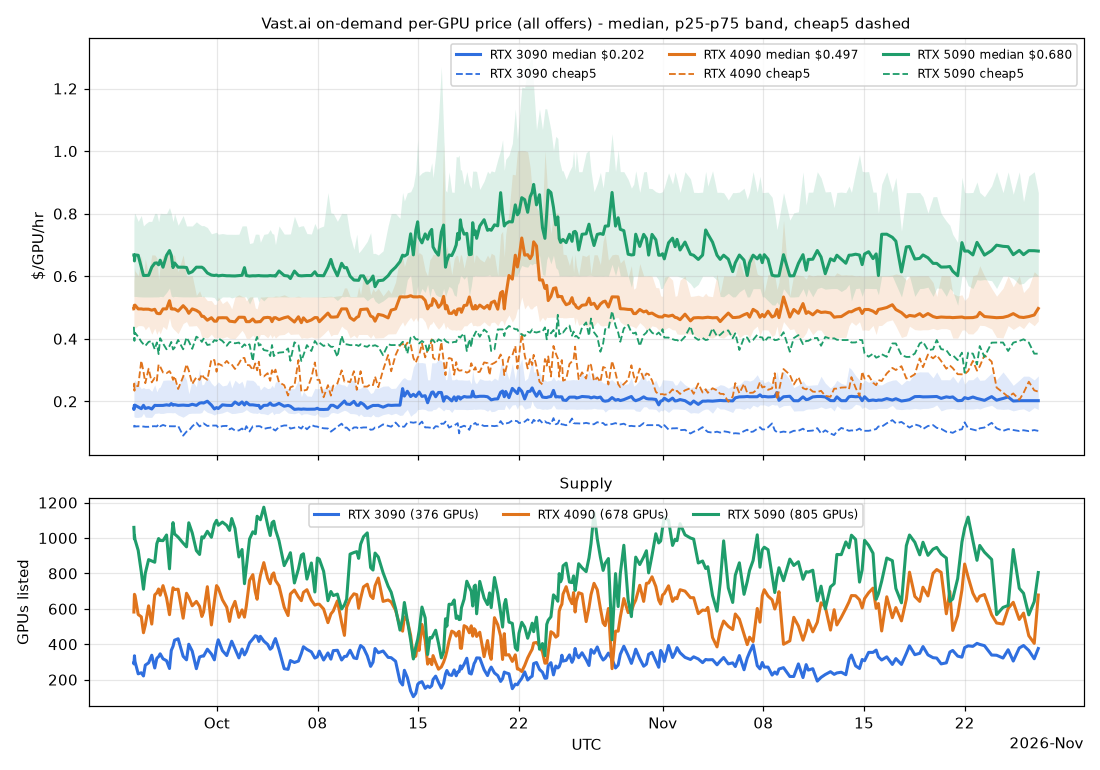 Vast.ai on-demand per-GPU price (all offers) - median, p25-p75 band, cheap5 dashed
RTX 3090 median $0.202
RTX 4090 median $0.497
RTX 5090 median $0.680
RTX 3090 cheap5
RTX 4090 cheap5
RTX 5090 cheap5
$/GPU/hr
1.2
1.0
0.8
0.6
0.4
0.2
Supply
RTX 3090 (376 GPUs)
RTX 4090 (678 GPUs)
RTX 5090 (805 GPUs)
GPUs listed
1200
1000
800
600
400
200
Oct
08
15
22
Nov
08
15
22
UTC
2026-Nov